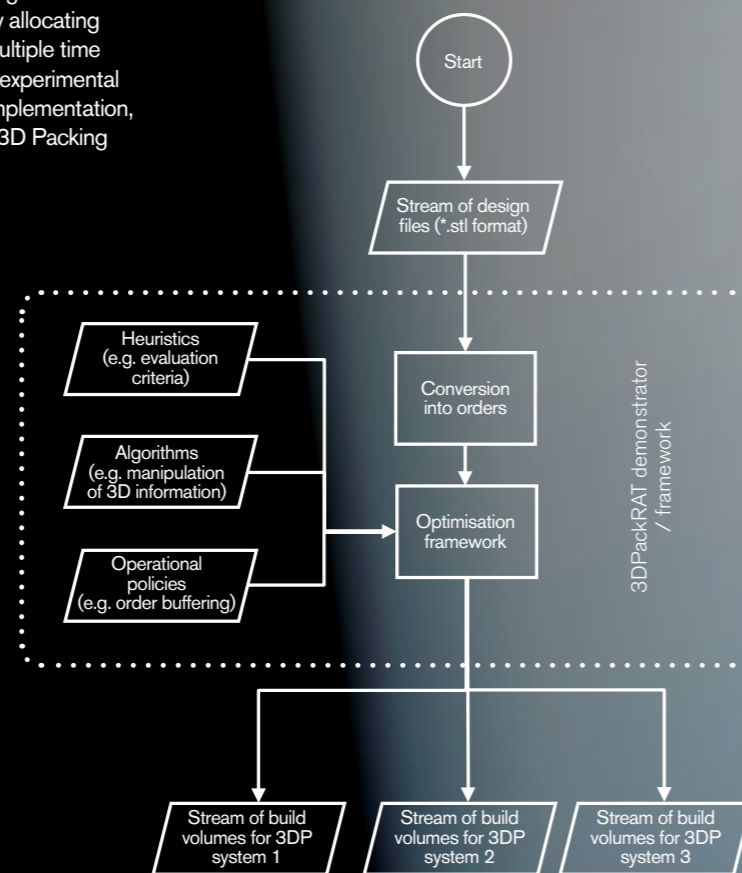 y allocating
ultiple time
experimental
mplementation,
3D Packing
Start
Stream of design
files (*.stl format)
Heuristics
(e.g. evaluation
criteria)
Algorithms
(e.g. manipulation
of 3D information)
Operational
policies
(e.g. order buffering)
Conversion
into orders
Optimisation
framework
3DPackRAT demonstrator
/ framework
Stream of build
volumes for 3DP
system 1
Stream of build
volumes for 3DP
system 2
Stream of build
volumes for 3DP
system 3